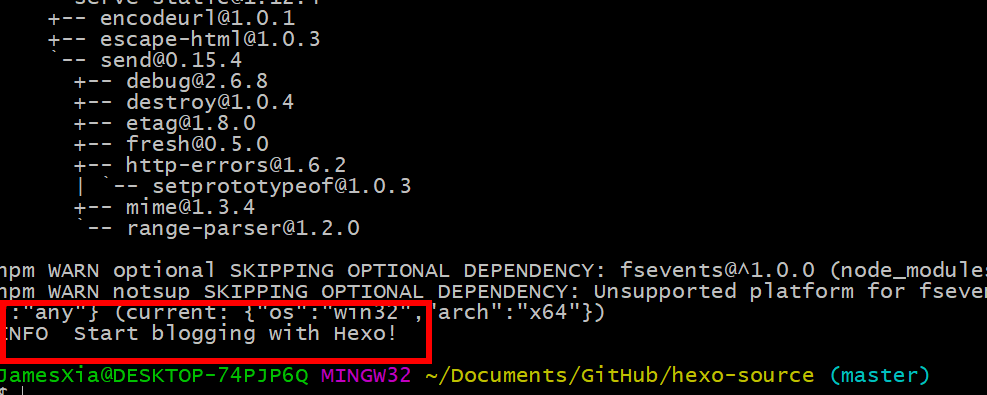 serve-static@1.12.4
+-- encodeurl@1.0.1
+-- escape-html@1.0.3
`-- send@0.15.4
+-- debug@2.6.8
+-- destroy@1.0.4
+-- etag@1.8.0
+-- fresh@0.5.0
+-- http-errors@1.6.2
| `-- setprototypeof@1.0.3
+-- mime@1.3.4
`-- range-parser@1.2.0
npm WARN optional SKIPPING OPTIONAL DEPENDENCY: fsevents@^1.0.0 (node_modules
npm WARN notsup SKIPPING OPTIONAL DEPENDENCY: Unsupported platform for fseven
":"any"} (current: {"os":"win32","arch":"x64"})
INFO  Start blogging with Hexo!
JamesXia@DESKTOP-74PJP6Q MINGW32 ~/Documents/GitHub/hexo-source (master)
$